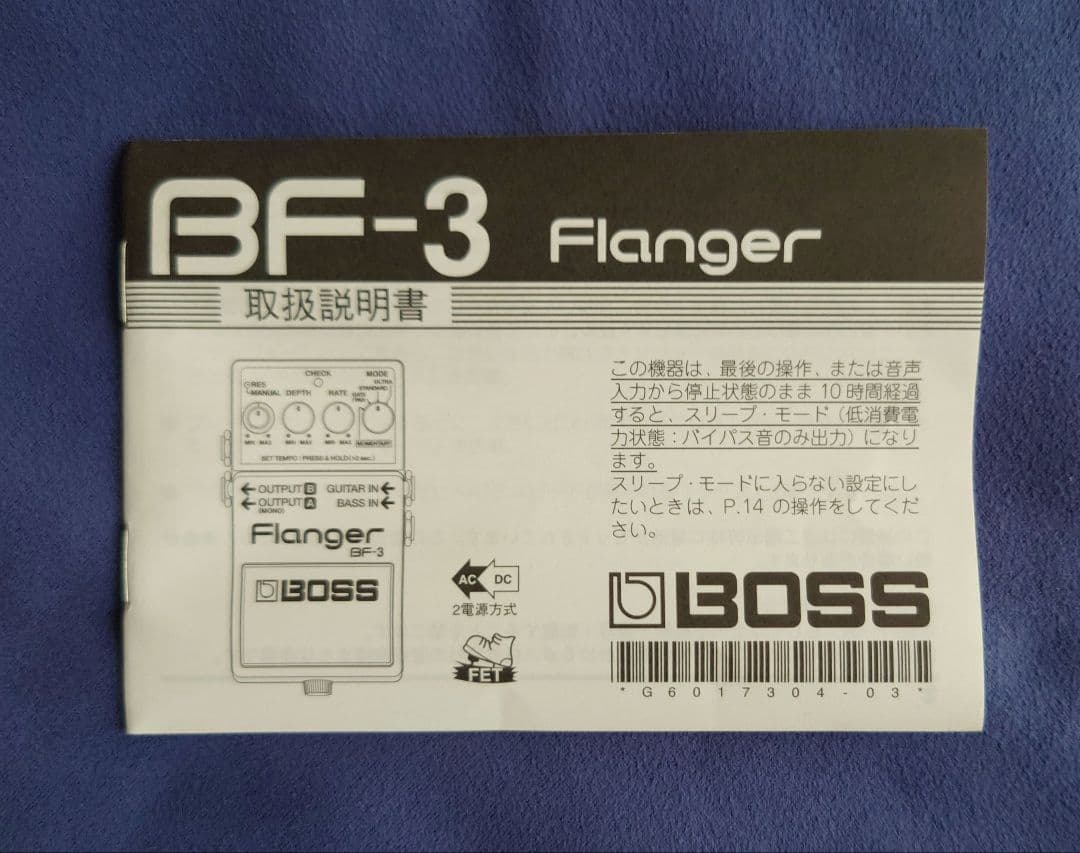 BF-3 Flanger
取扱説明書
CHECK
MODE
RES
MANUAL DEPTH RATE
ULTRA
STANDARD
GATE
(PAN)
MIN MAX MIN MAX MIN MAX MOMENTARY
SET TEMPO : PRESS & HOLD (>2 sec.)
OUTPUT B GUITAR IN
OUTPUT A BASS IN
(MONO)
Flanger
BF-3
BOSS
AC DC
2電源方式
FET
この機器は、最後の操作、または音声
入力から停止状態のまま 10 時間経過
すると、スリープ・モード（低消費電
力状態：バイパス音のみ出力）になり
ます。
スリープ・モードに入らない設定にし
たいときは、P.14 の操作をしてくだ
さい。
BOSS
*G6017304-03*